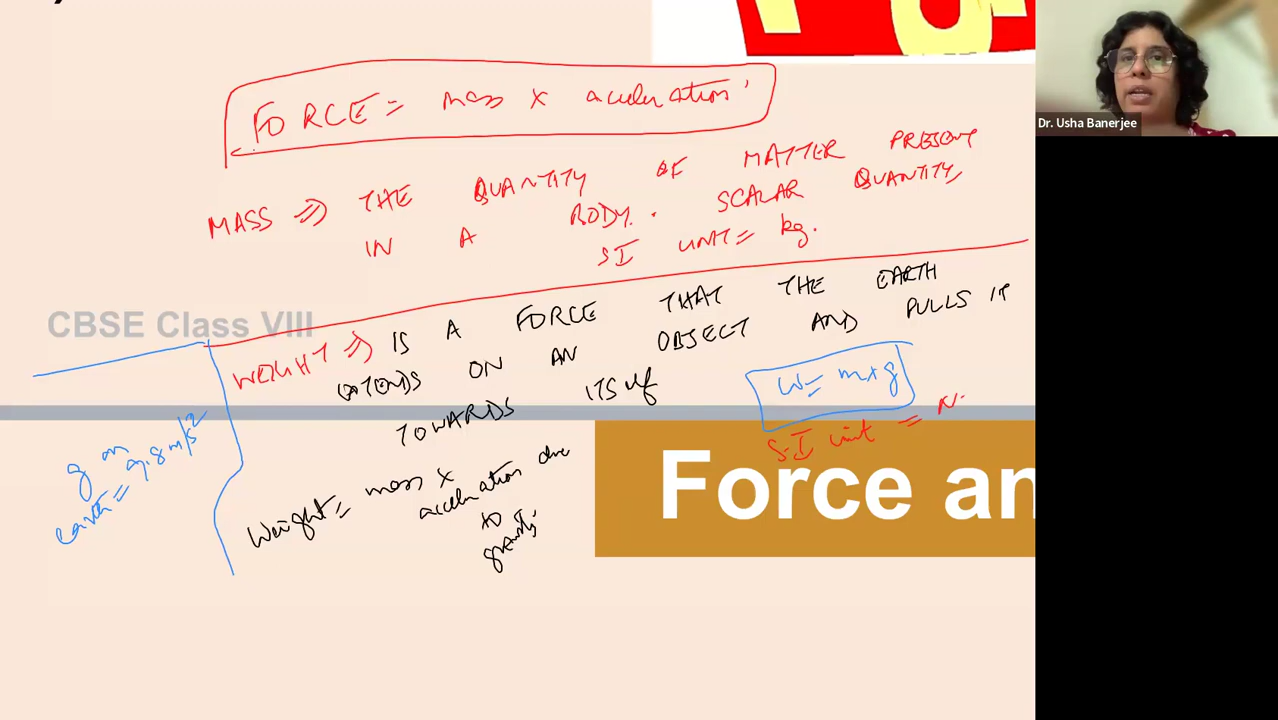 FORCE = mass x acceleration
Dr. Usha Banerjee
MASS ⇒ THE QUANTITY OF MATTER PRESENT
IN A BODY. SCALAR QUANTITY,
SI UNIT = kg.
CBSE Class VIII
WEIGHT ⇒ IS A FORCE THAT THE EARTH
ON AN OBJECT AND PULLS IT
TOWARDS ITSELF
W = m x g
S.I unit = N.
g on
earth = 9.8 m/s²
Weight = mass x
acceleration due
to
gravity.
Force an